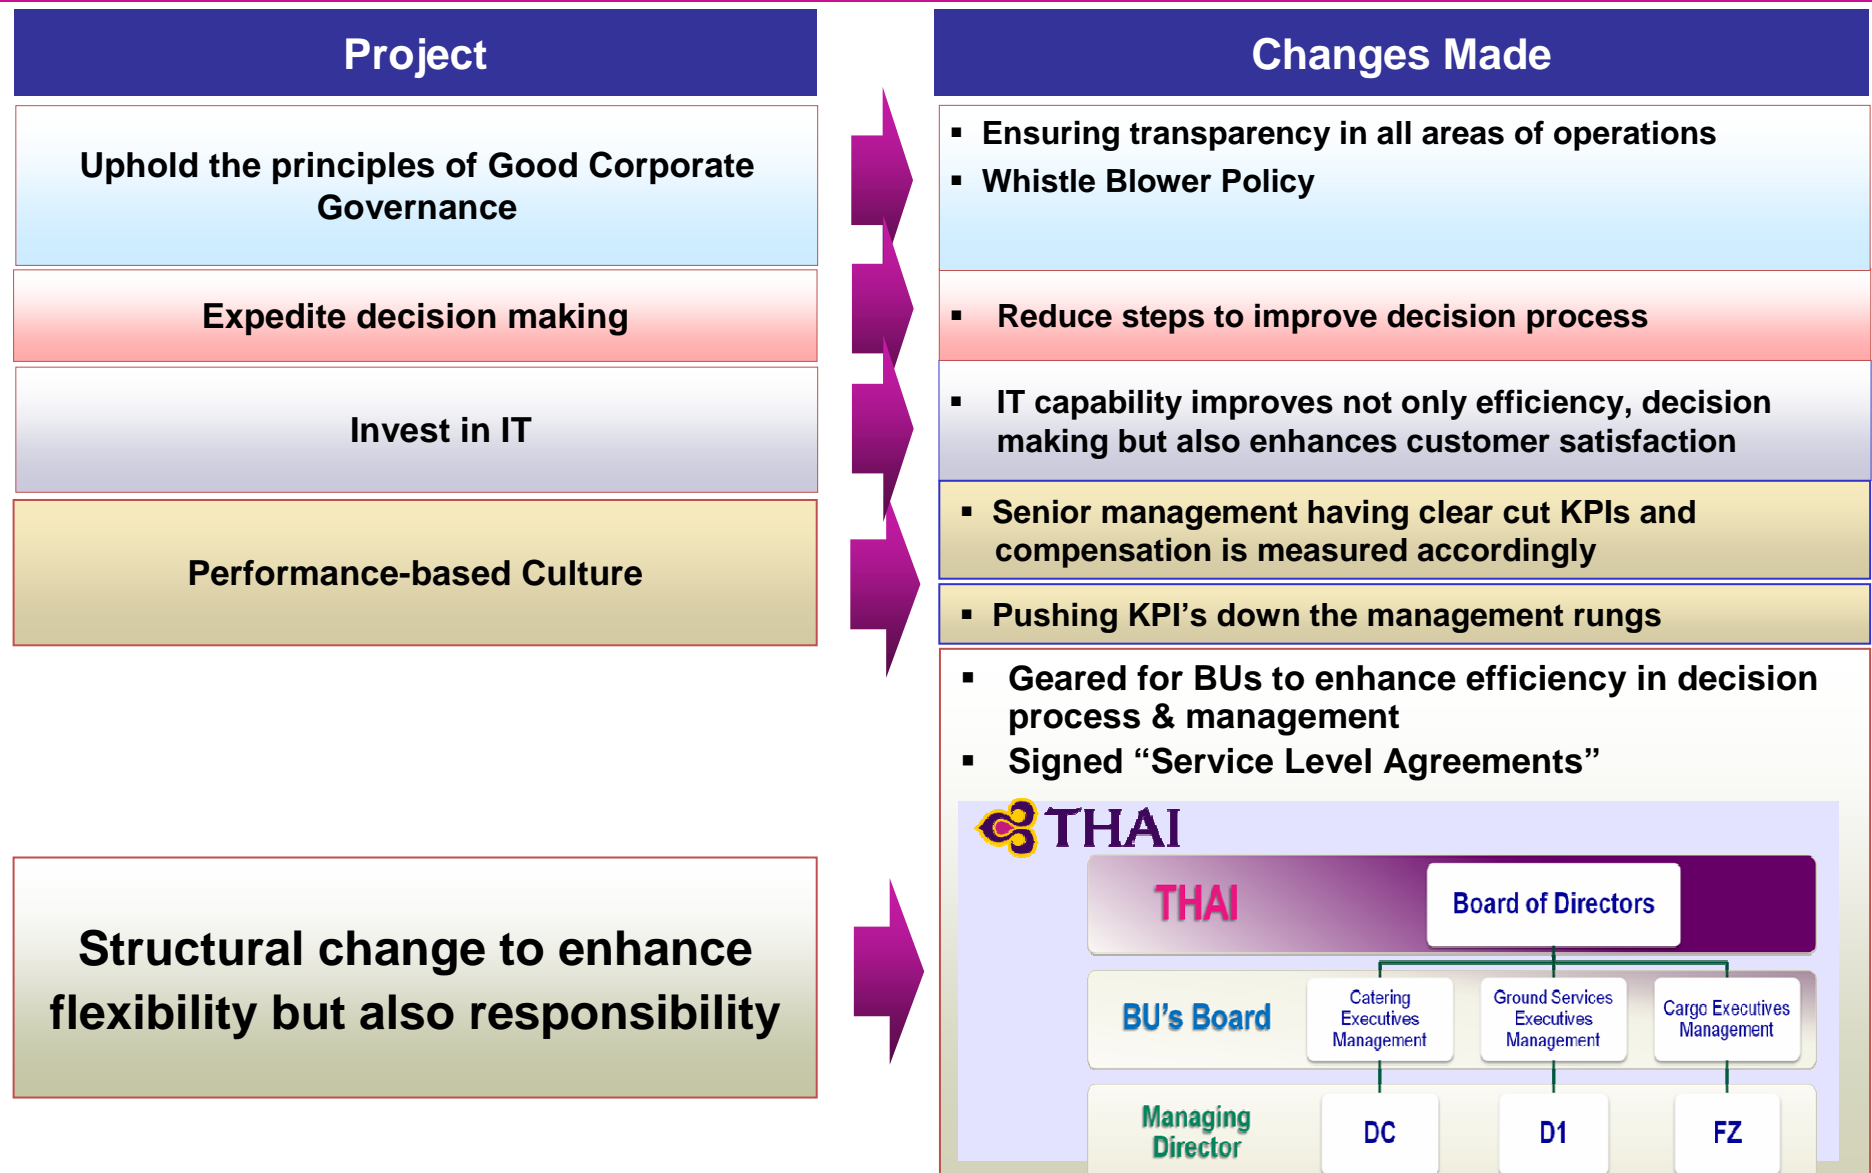 Project
Changes Made
Uphold the principles of Good Corporate
Governance
▪ Ensuring transparency in all areas of operations
▪ Whistle Blower Policy
Expedite decision making
▪ Reduce steps to improve decision process
Invest in IT
▪ IT capability improves not only efficiency, decision
making but also enhances customer satisfaction
Performance-based Culture
▪ Senior management having clear cut KPIs and
compensation is measured accordingly
▪ Pushing KPI’s down the management rungs
Structural change to enhance
flexibility but also responsibility
▪ Geared for BUs to enhance efficiency in decision
process & management
▪ Signed “Service Level Agreements”
THAI
THAI
Board of Directors
BU’s Board
Catering
Executives
Management
Ground Services
Executives
Management
Cargo Executives
Management
Managing
Director
DC
D1
FZ